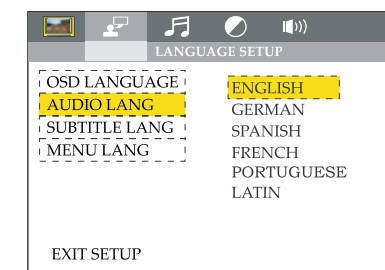 LANGUAGE SETUP
OSD LANGUAGE
AUDIO LANG
SUBTITLE LANG
MENU LANG
ENGLISH
GERMAN
SPANISH
FRENCH
PORTUGUESE
LATIN
EXIT SETUP